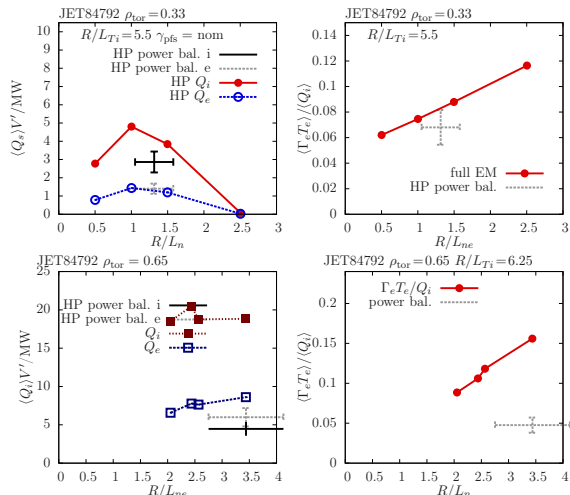 JET84792 ρtor = 0.33
R/LTi=5.5 γpfs = nom
HP power bal. i
HP power bal. e
HP Qi
HP Qe
⟨Qs⟩V′/MW
10
9
8
7
6
5
4
3
2
1
0
0 0.5 1 1.5 2 2.5 3
R/Ln
JET84792 ρtor = 0.33
R/LTi=5.5
full EM
HP power bal.
⟨ΓeTe⟩/⟨Qi⟩
0.14
0.12
0.1
0.08
0.06
0.04
0.02
0
0 0.5 1 1.5 2 2.5 3
R/Lne
JET84792 ρtor = 0.65
HP power bal. i
HP power bal. e
Qi
Qe
⟨Qi⟩V′/MW
25
20
15
10
5
0
0 0.5 1 1.5 2 2.5 3 3.5 4
R/Lne
JET84792 ρtor = 0.65 R/LTi=6.25
ΓeTe/Qi
power bal.
⟨ΓeTe⟩/⟨Qi⟩
0.2
0.15
0.1
0.05
0
0 0.5 1 1.5 2 2.5 3 3.5 4
R/Lne